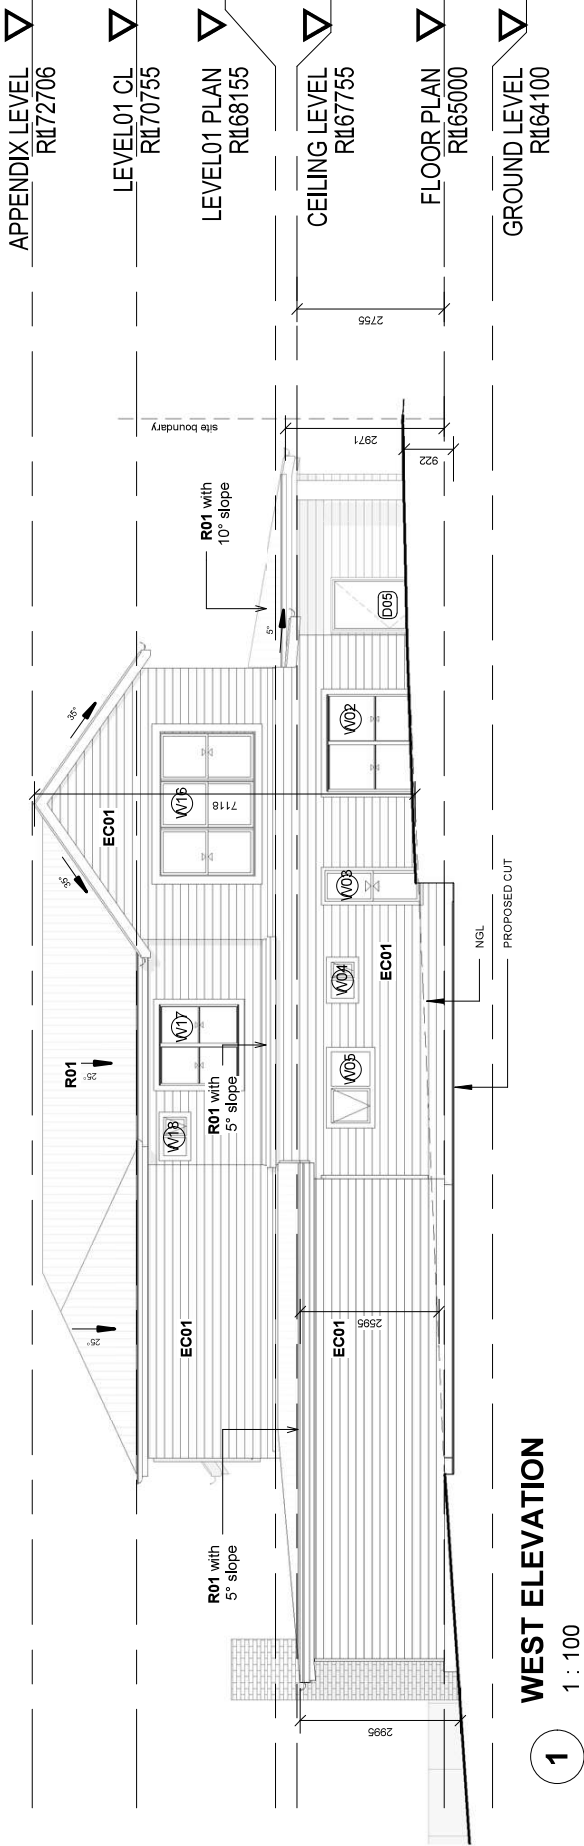 APPENDIX LEVEL
RL172706
LEVEL01 CL
RL170755
LEVEL01 PLAN
RL168155
CEILING LEVEL
RL167755
FLOOR PLAN
RL165000
GROUND LEVEL
RL164100
2755
site boundary
2971
922
R01 with
10° slope
5°
D05
35°
35°
EC01
W16
7118
W02
W03
W04
EC01
W05
NGL
PROPOSED CUT
R01
25°
W17
W18
R01 with
5° slope
25°
EC01
EC01
2595
R01 with
5° slope
2995
1
WEST ELEVATION
1 : 100